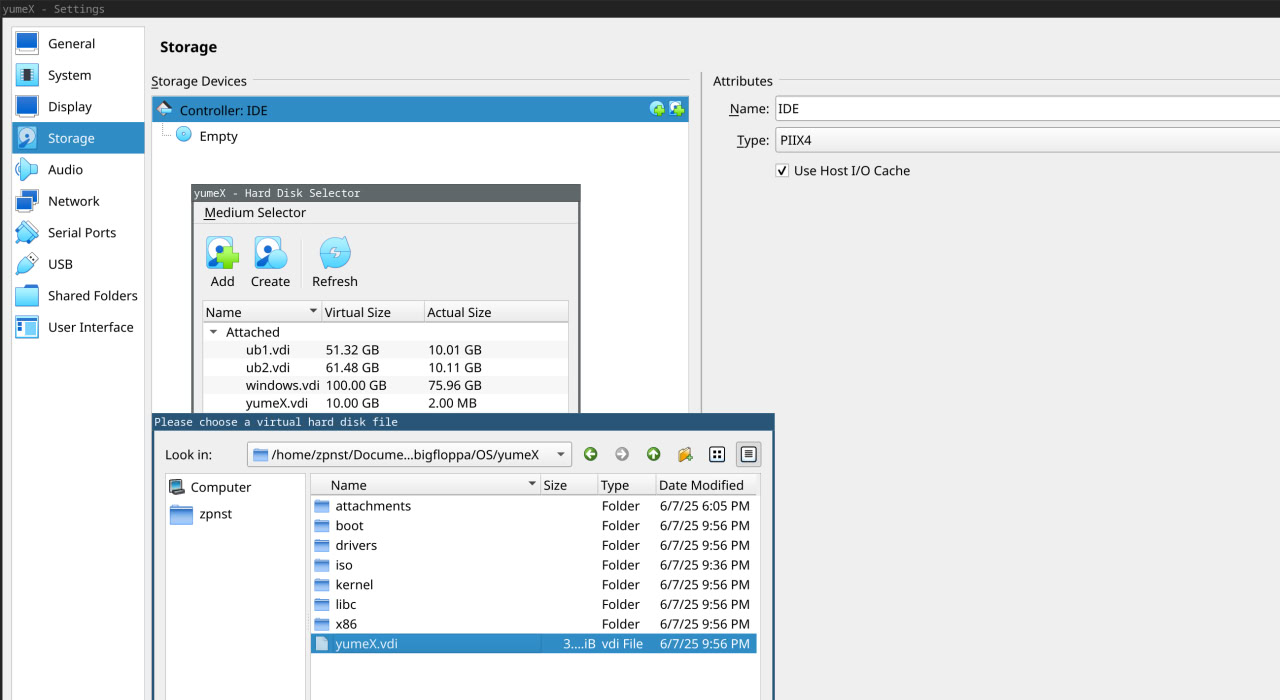 yumeX - Settings
General
System
Display
Storage
Audio
Network
Serial Ports
USB
Shared Folders
User Interface
Storage
Storage Devices
Controller: IDE
Empty
Attributes
Name: IDE
Type: PIIX4
Use Host I/O Cache
yumeX - Hard Disk Selector
Medium Selector
Add Create Refresh
Name Virtual Size Actual Size
Attached
ub1.vdi 51.32 GB 10.01 GB
ub2.vdi 61.48 GB 10.11 GB
windows.vdi 100.00 GB 75.96 GB
yumeX.vdi 10.00 GB 2.00 MB
Please choose a virtual hard disk file
Look in: /home/zpnst/Docume...bigfloppa/OS/yumeX
Computer
zpnst
Name Size Type Date Modified
attachments Folder 6/7/25 6:05 PM
boot Folder 6/7/25 9:56 PM
drivers Folder 6/7/25 9:56 PM
iso Folder 6/7/25 9:36 PM
kernel Folder 6/7/25 9:56 PM
libc Folder 6/7/25 9:56 PM
x86 Folder 6/7/25 9:56 PM
yumeX.vdi 3....iB vdi File 6/7/25 9:56 PM